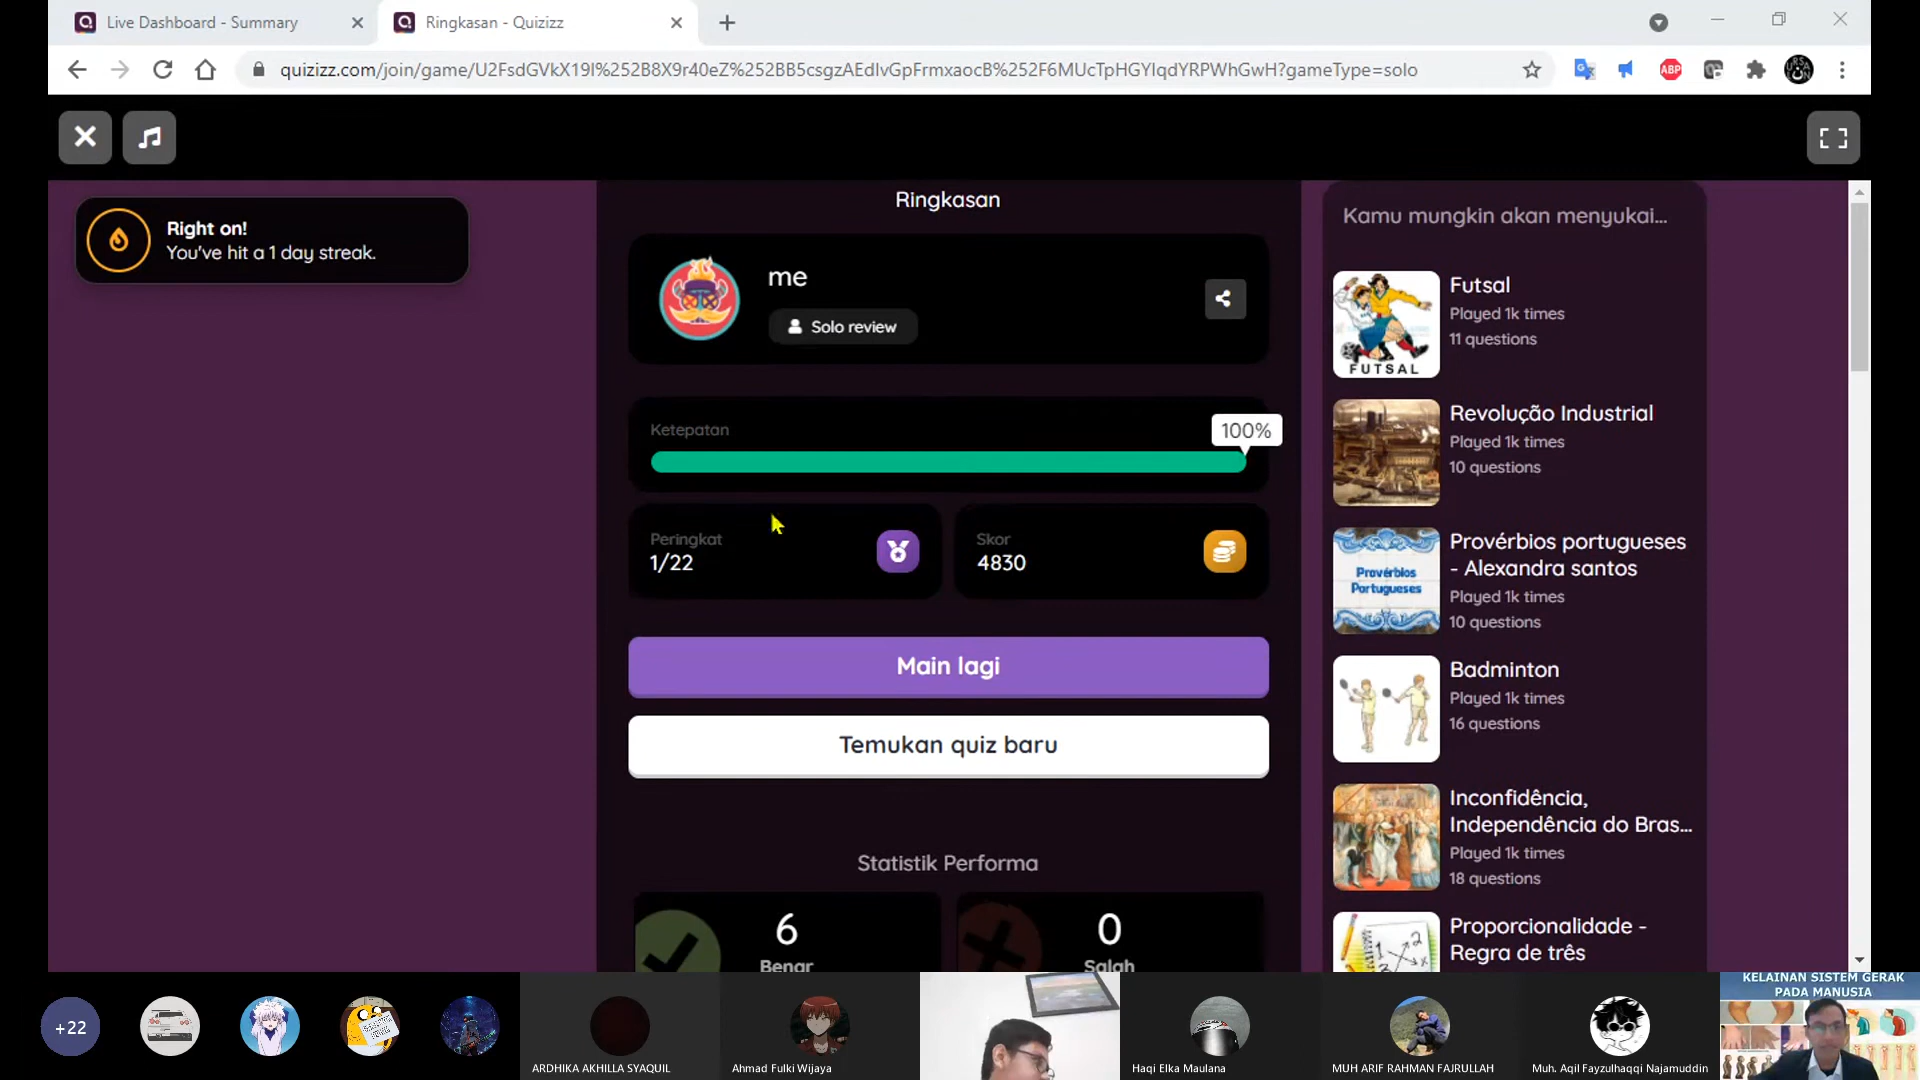 Live Dashboard - Summary
Ringkasan - Quizizz
quizizz.com/join/game/U2FsdGVkX19I%252B8X9r40eZ%252BB5csgzAEdIvGpFrmxaocB%252F6MUcTpHGYIqdYRPWhGwH?gameType=solo
ABP
Right on!
You've hit a 1 day streak.
Ringkasan
me
Solo review
Ketepatan
100%
Peringkat
1/22
Skor
4830
Main lagi
Temukan quiz baru
Statistik Performa
6
Benar
0
Salah
Kamu mungkin akan menyukai...
FUTSAL
Futsal
Played 1k times
11 questions
Revolução Industrial
Played 1k times
10 questions
Provérbios
Portugueses
Provérbios portugueses
- Alexandra santos
Played 1k times
10 questions
Badminton
Played 1k times
16 questions
Inconfidência,
Independência do Bras...
Played 1k times
18 questions
Proporcionalidade -
Regra de três
+22
ARDHIKA AKHILLA SYAQUIL
Ahmad Fulki Wijaya
Haqi Elka Maulana
MUH ARIF RAHMAN FAJRULLAH
Muh. Aqil Fayzulhaqqi Najamuddin
KELAINAN SISTEM GERAK
PADA MANUSIA